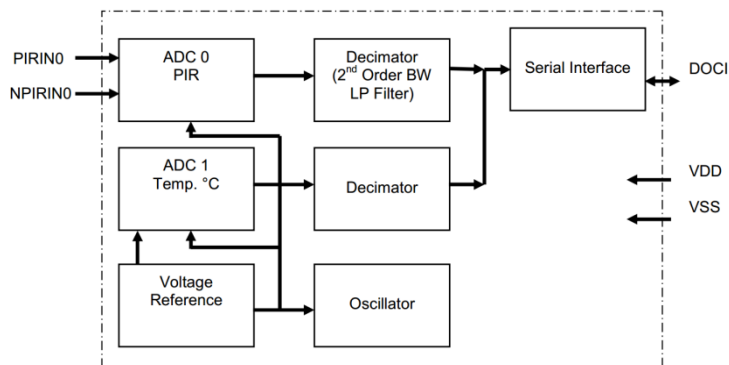 PIRIN0
NPIRIN0
ADC 0
PIR
Decimator
(2nd Order BW
LP Filter)
Serial Interface
DOCI
ADC 1
Temp. °C
Decimator
VDD
VSS
Voltage
Reference
Oscillator